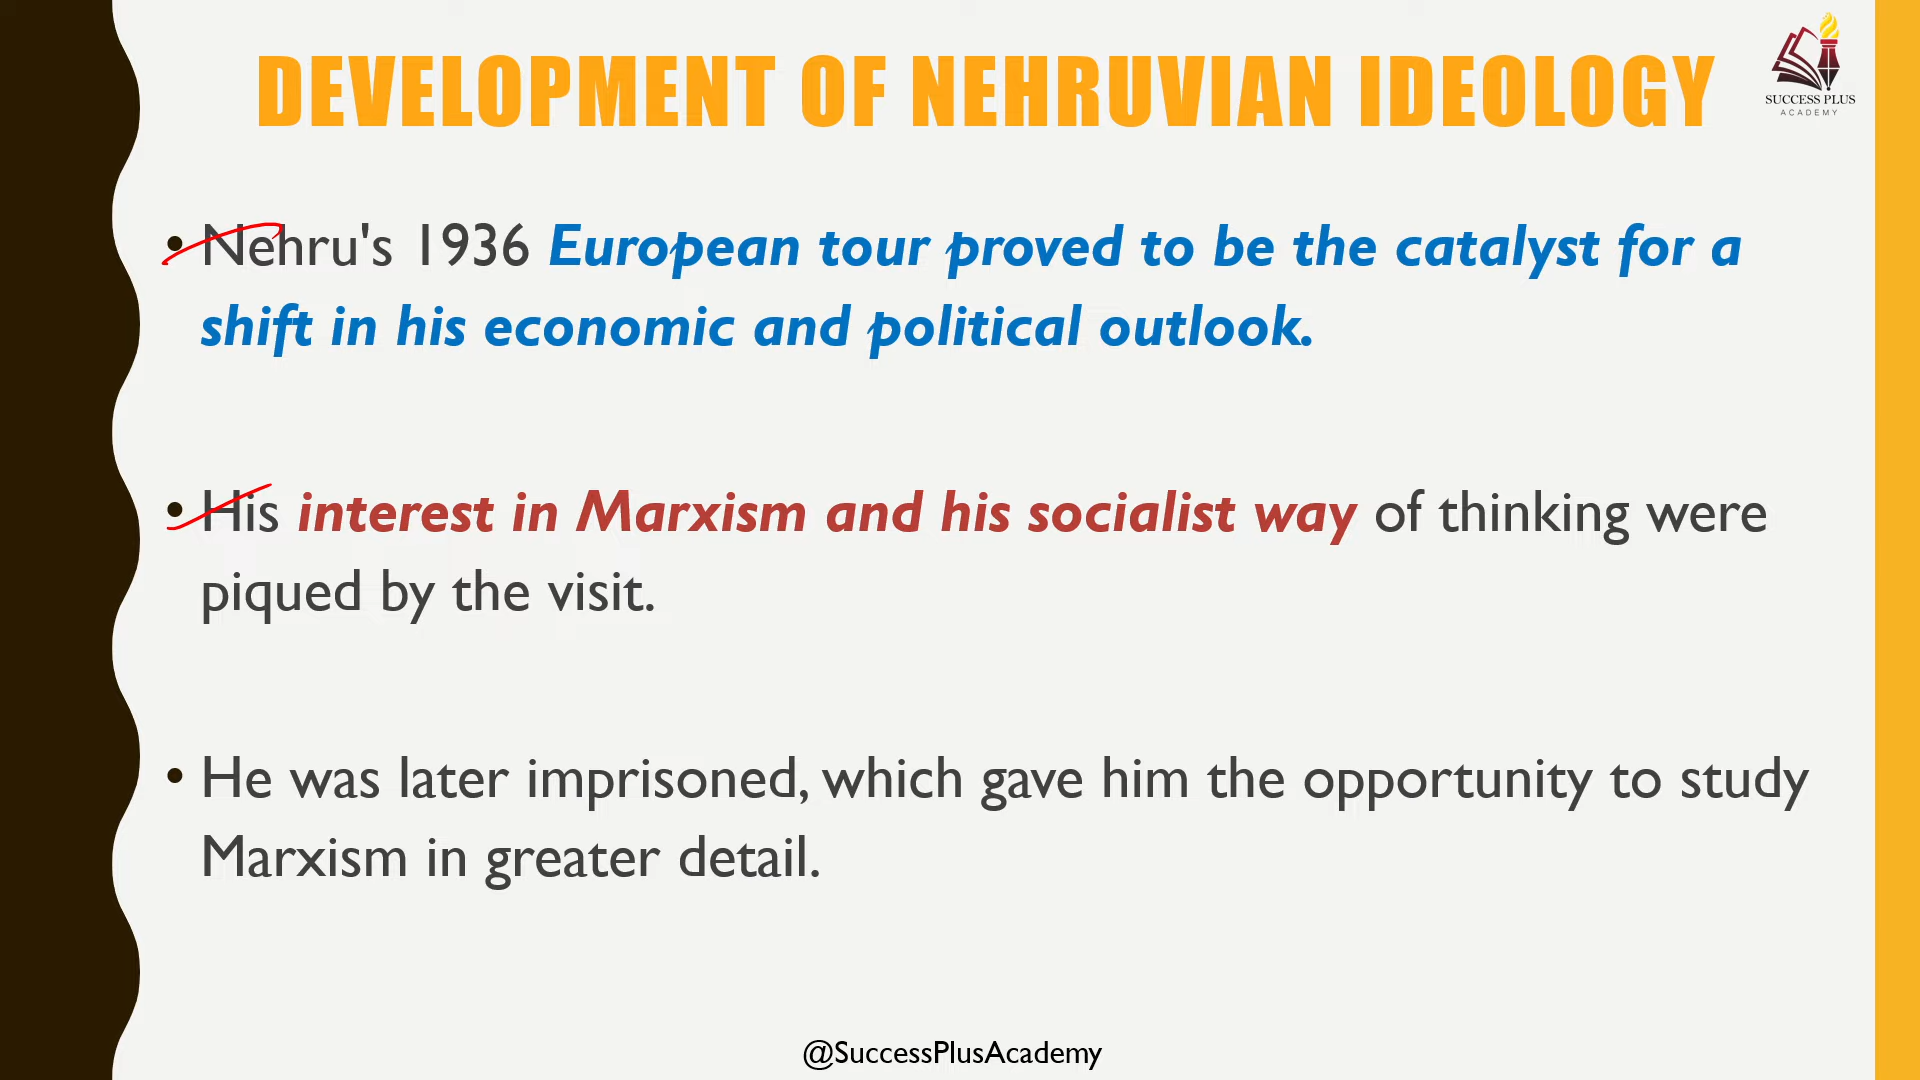 DEVELOPMENT OF NEHRUVIAN IDEOLOGY
SUCCESS PLUS
ACADEMY
• Nehru's 1936 European tour proved to be the catalyst for a
shift in his economic and political outlook.
• His interest in Marxism and his socialist way of thinking were
piqued by the visit.
• He was later imprisoned, which gave him the opportunity to study
Marxism in greater detail.
@SuccessPlusAcademy